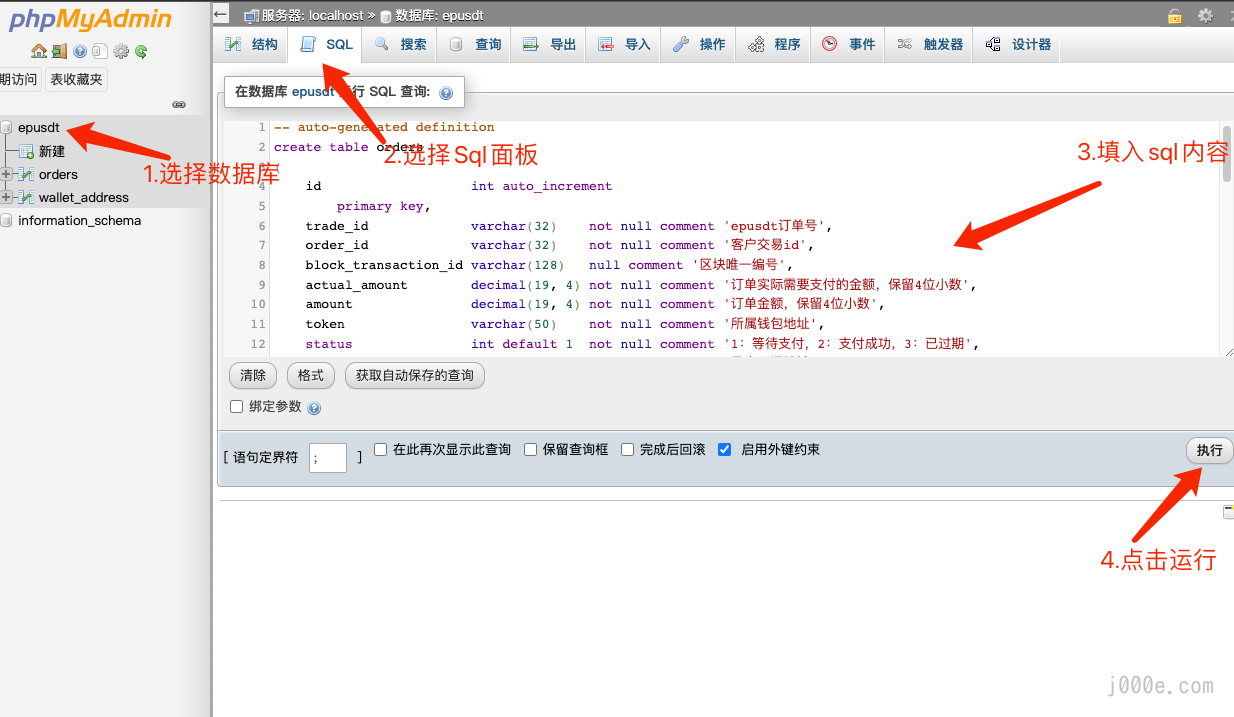 phpMyAdmin
期访问 表收藏夹
epusdt
新建
orders
wallet_address
information_schema
1.选择数据库
服务器: localhost » 数据库: epusdt
结构 SQL 搜索 查询 导出 导入 操作 程序 事件 触发器 设计器
在数据库 epusdt 行 SQL 查询:
2.选择Sql面板
3.填入sql内容
1 -- auto-generated definition
2 create table orders
4 id int auto_increment
5 primary key,
6 trade_id varchar(32) not null comment 'epusdt订单号',
7 order_id varchar(32) not null comment '客户交易id',
8 block_transaction_id varchar(128) null comment '区块唯一编号',
9 actual_amount decimal(19, 4) not null comment '订单实际需要支付的金额，保留4位小数',
10 amount decimal(19, 4) not null comment '订单金额，保留4位小数',
11 token varchar(50) not null comment '所属钱包地址',
12 status int default 1 not null comment '1：等待支付，2：支付成功，3：已过期',
清除 格式 获取自动保存的查询
绑定参数
[ 语句定界符 ; ] 在此再次显示此查询 保留查询框 完成后回滚 启用外键约束 执行
4.点击运行
j000e.com